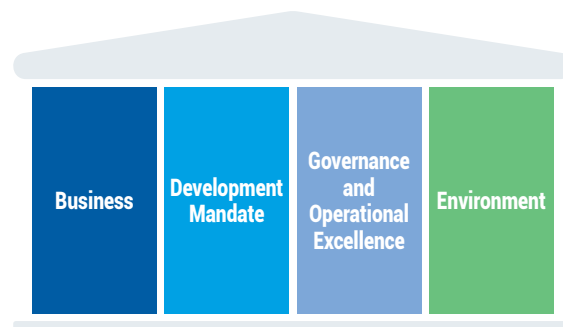 Business
Development
Mandate
Governance
and
Operational
Excellence
Environment